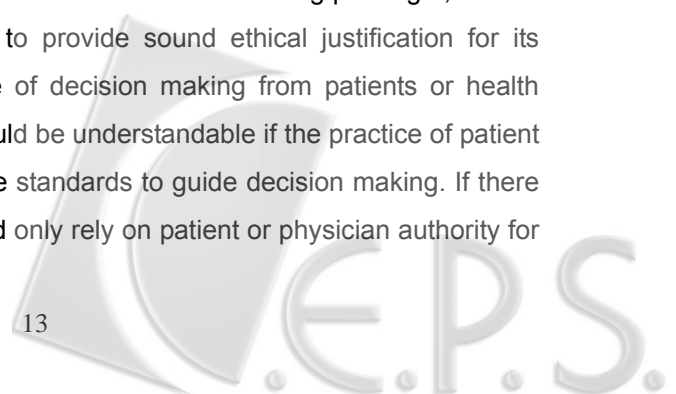 to provide sound ethical justification for its
of decision making from patients or health
be understandable if the practice of patient
standards to guide decision making. If there
only rely on patient or physician authority for
13
C.E.P.S.